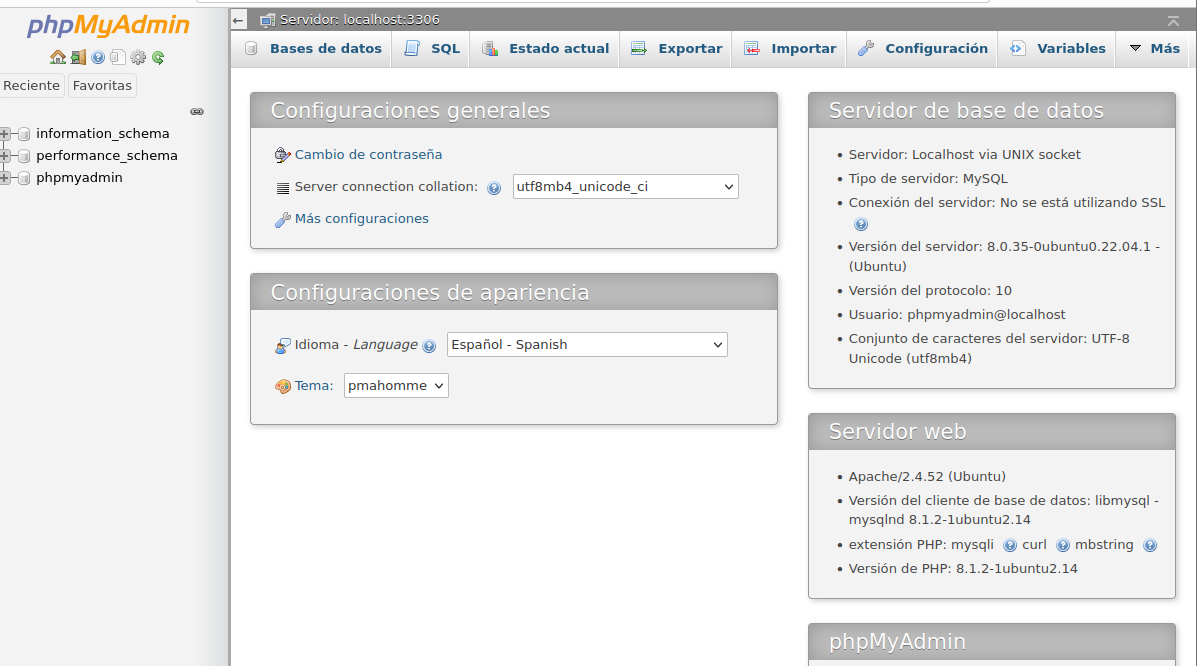 phpMyAdmin
Reciente Favoritas
information_schema
performance_schema
phpmyadmin
Servidor: localhost:3306
Bases de datos SQL Estado actual Exportar Importar Configuración Variables Más
Configuraciones generales
Cambio de contraseña
Server connection collation: utf8mb4_unicode_ci
Más configuraciones
Configuraciones de apariencia
Idioma - Language Español - Spanish
Tema: pmahomme
Servidor de base de datos
Servidor: Localhost via UNIX socket
Tipo de servidor: MySQL
Conexión del servidor: No se está utilizando SSL
Versión del servidor: 8.0.35-0ubuntu0.22.04.1 -
(Ubuntu)
Versión del protocolo: 10
Usuario: phpmyadmin@localhost
Conjunto de caracteres del servidor: UTF-8
Unicode (utf8mb4)
Servidor web
Apache/2.4.52 (Ubuntu)
Versión del cliente de base de datos: libmysql -
mysqlnd 8.1.2-1ubuntu2.14
extensión PHP: mysqli curl mbstring
Versión de PHP: 8.1.2-1ubuntu2.14
phpMyAdmin